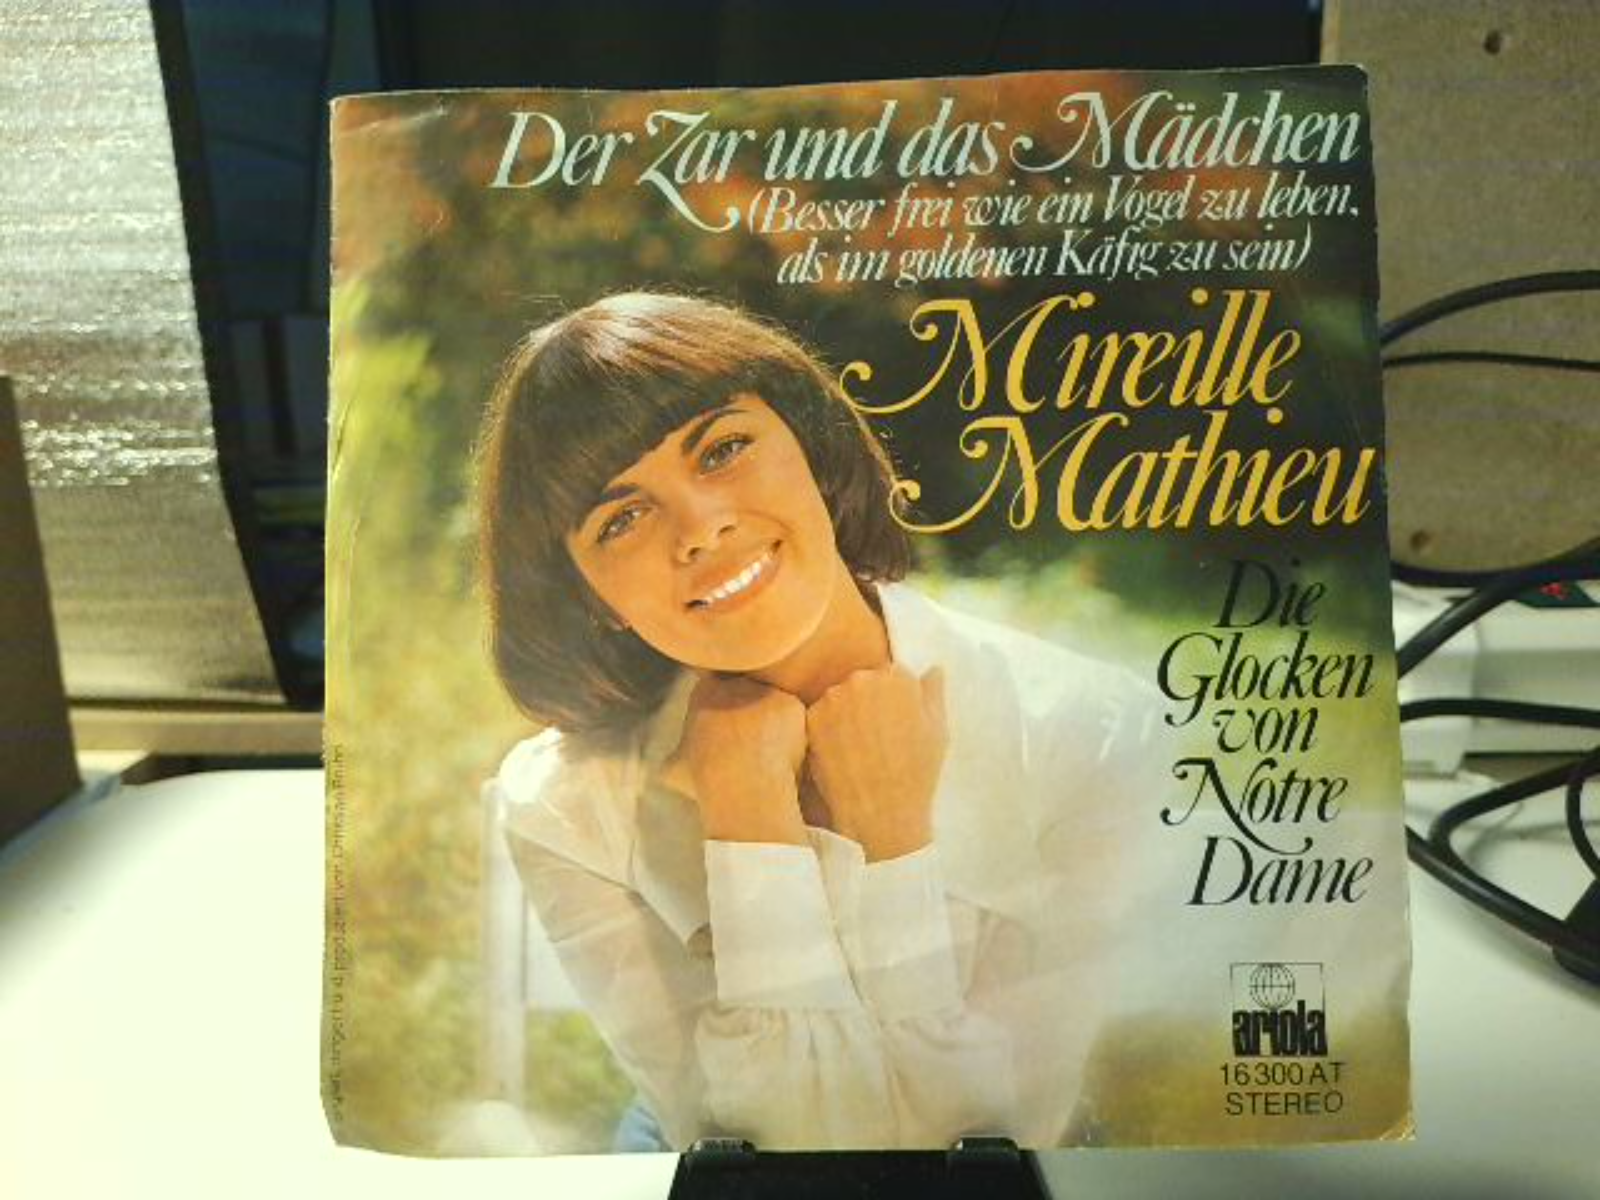 Der Zar und das Mädchen
(Besser frei wie ein Vogel zu leben,
als im goldenen Käfig zu sein)
Mireille
Mathieu
Die
Glocken
von
Notre
Dame
ariola
16 300 AT
STEREO